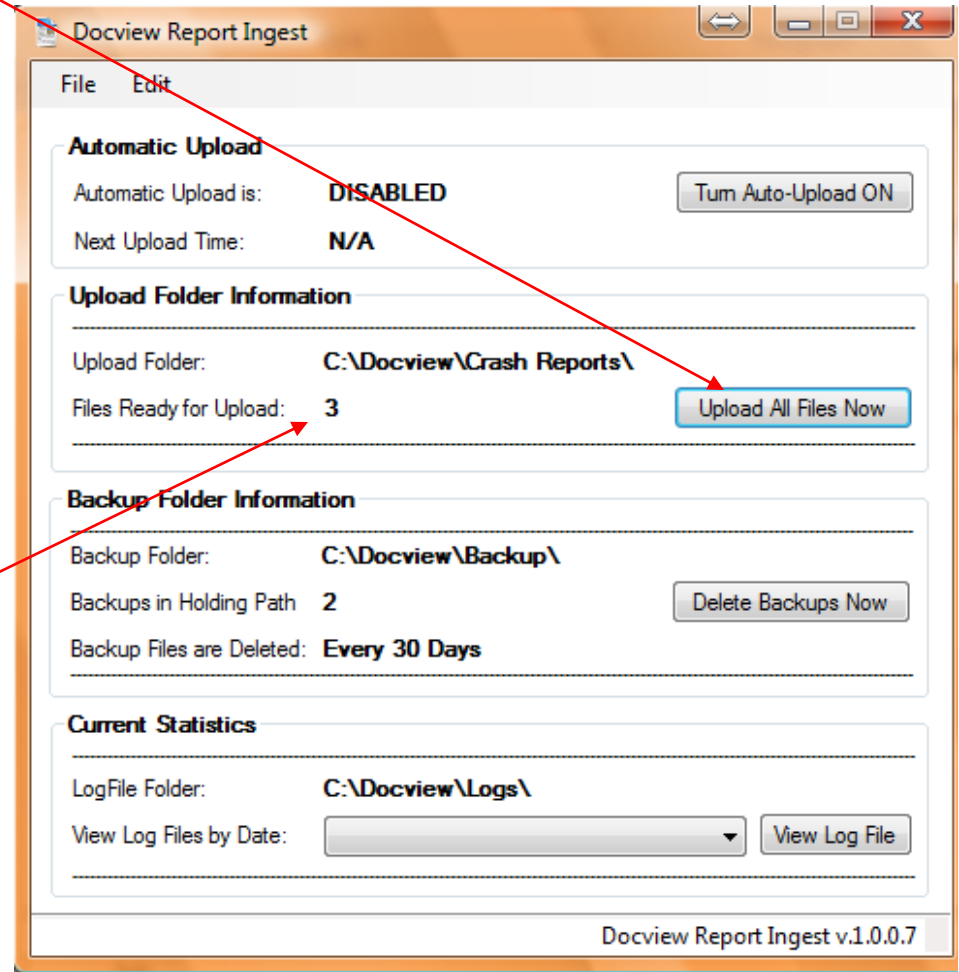 Docview Report Ingest
File Edit
Automatic Upload
Automatic Upload is: DISABLED Turn Auto-Upload ON
Next Upload Time: N/A
Upload Folder Information
Upload Folder: C:\Docview\Crash Reports\
Files Ready for Upload: 3 Upload All Files Now
Backup Folder Information
Backup Folder: C:\Docview\Backup\
Backups in Holding Path 2 Delete Backups Now
Backup Files are Deleted: Every 30 Days
Current Statistics
LogFile Folder: C:\Docview\Logs\
View Log Files by Date: View Log File
Docview Report Ingest v.1.0.0.7